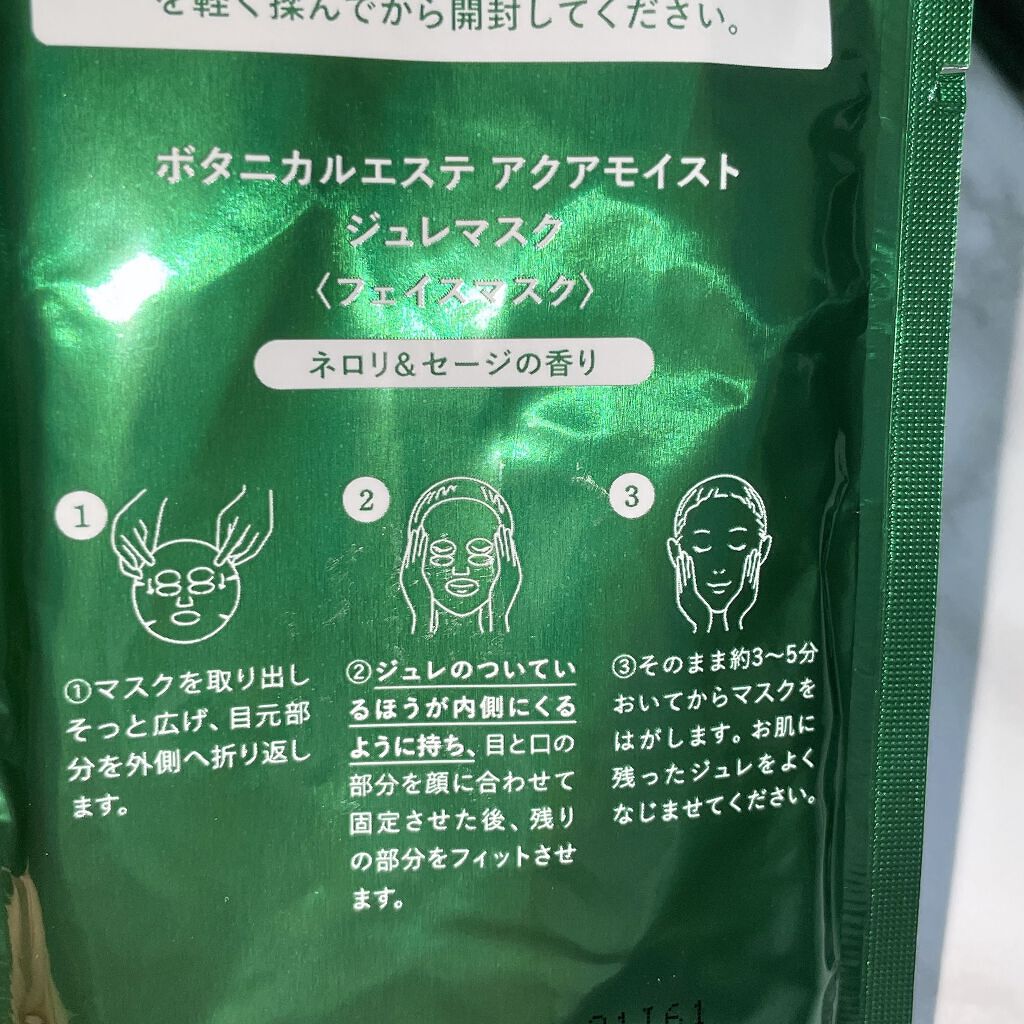 を軽く揉んでから開封してください。
ボタニカルエステ アクアモイスト
ジュレマスク
〈フェイスマスク〉
ネロリ&セージの香り
1
①マスクを取り出し
そっと広げ、目元部
分を外側へ折り返し
ます。
2
②ジュレのついてい
るほうが内側にくる
ように持ち、目と口の
部分を顔に合わせて
固定させた後、残り
の部分をフィットさせ
ます。
3
③そのまま約3〜5分
おいてからマスクを
はがします。お肌に
残ったジュレをよく
なじませてください。